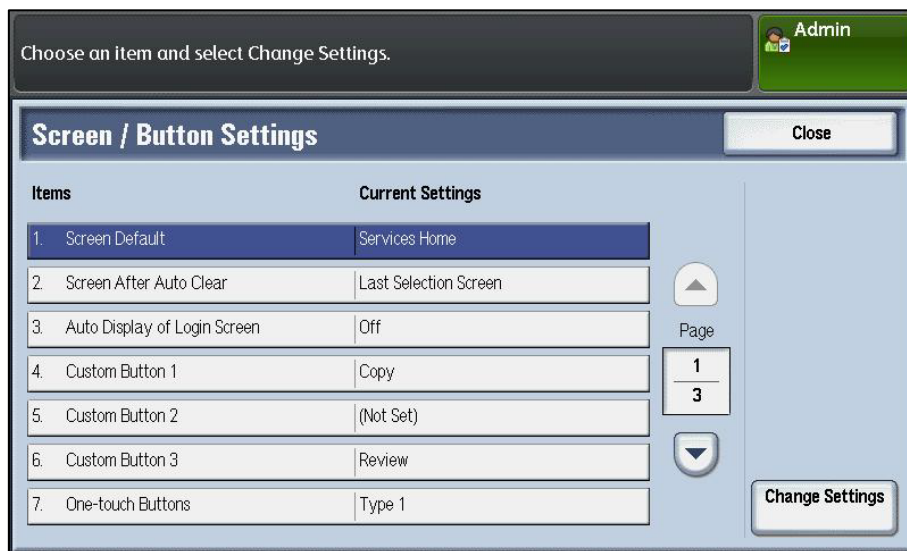 Choose an item and select Change Settings.
Admin
Screen / Button Settings
Close
Items Current Settings
1. Screen Default Services Home
2. Screen After Auto Clear Last Selection Screen
3. Auto Display of Login Screen Off
Page
4. Custom Button 1 Copy
1
3
5. Custom Button 2 (Not Set)
6. Custom Button 3 Review
7. One-touch Buttons Type 1
Change Settings